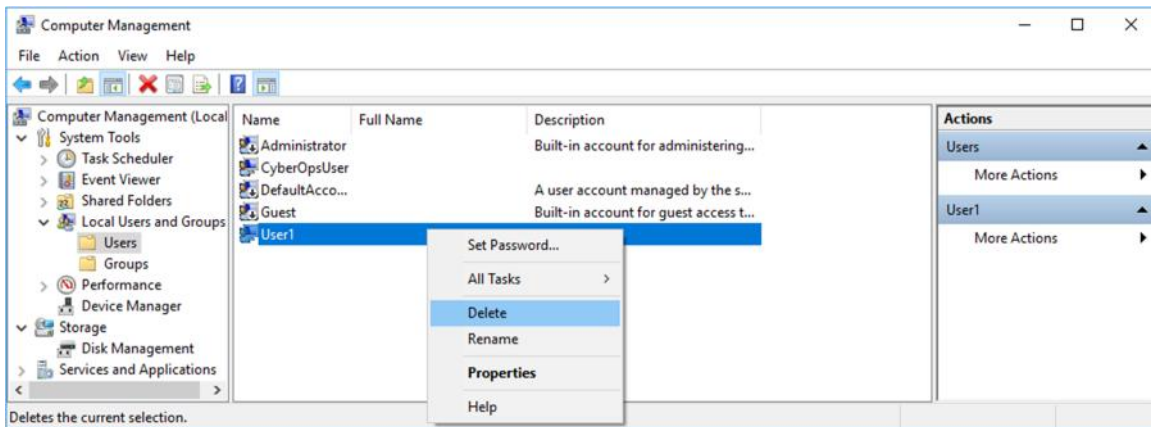 Computer Management
File Action View Help
Computer Management (Local
System Tools
Task Scheduler
Event Viewer
Shared Folders
Local Users and Groups
Users
Groups
Performance
Device Manager
Storage
Disk Management
Services and Applications
Name Full Name Description
Administrator Built-in account for administering...
CyberOpsUser
DefaultAcco... A user account managed by the s...
Guest Built-in account for guest access t...
User1
Set Password...
All Tasks
Delete
Rename
Properties
Help
Actions
Users
More Actions
User1
More Actions
Deletes the current selection.